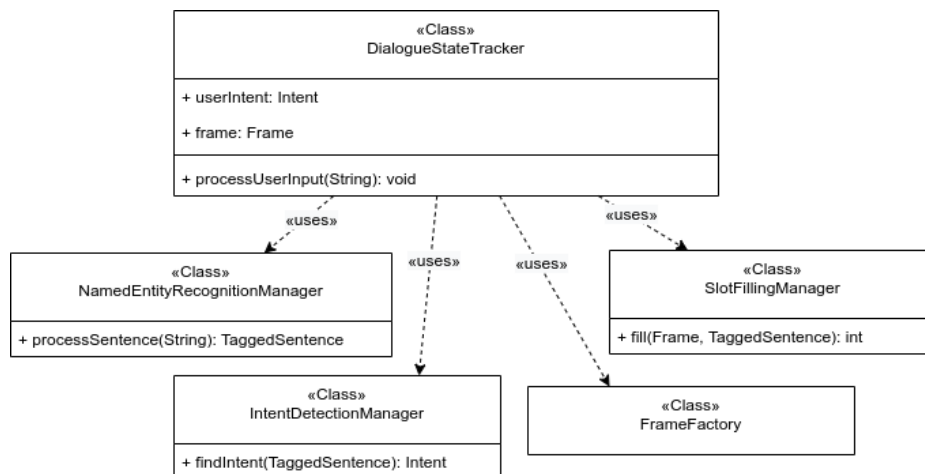 «Class»
DialogueStateTracker
+ userIntent: Intent
+ frame: Frame
+ processUserInput(String): void
«uses»
«uses»
«uses»
«uses»
«Class»
NamedEntityRecognitionManager
+ processSentence(String): TaggedSentence
«Class»
SlotFillingManager
+ fill(Frame, TaggedSentence): int
«Class»
IntentDetectionManager
+ findIntent(TaggedSentence): Intent
«Class»
FrameFactory